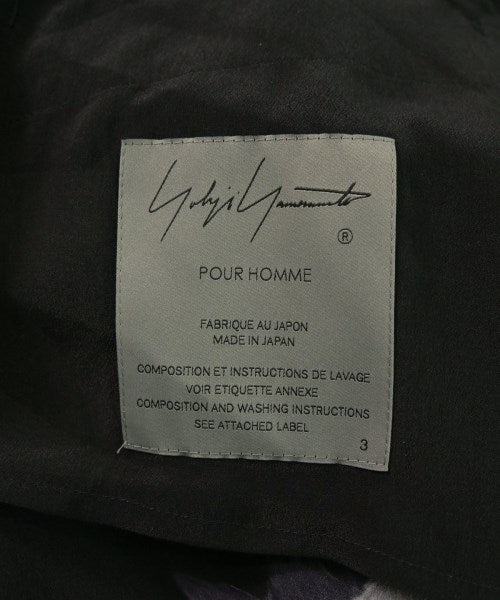 Yohji Yamamoto
®
POUR HOMME
FABRIQUE AU JAPON
MADE IN JAPAN
COMPOSITION ET INSTRUCTIONS DE LAVAGE
VOIR ETIQUETTE ANNEXE
COMPOSITION AND WASHING INSTRUCTIONS
SEE ATTACHED LABEL
3